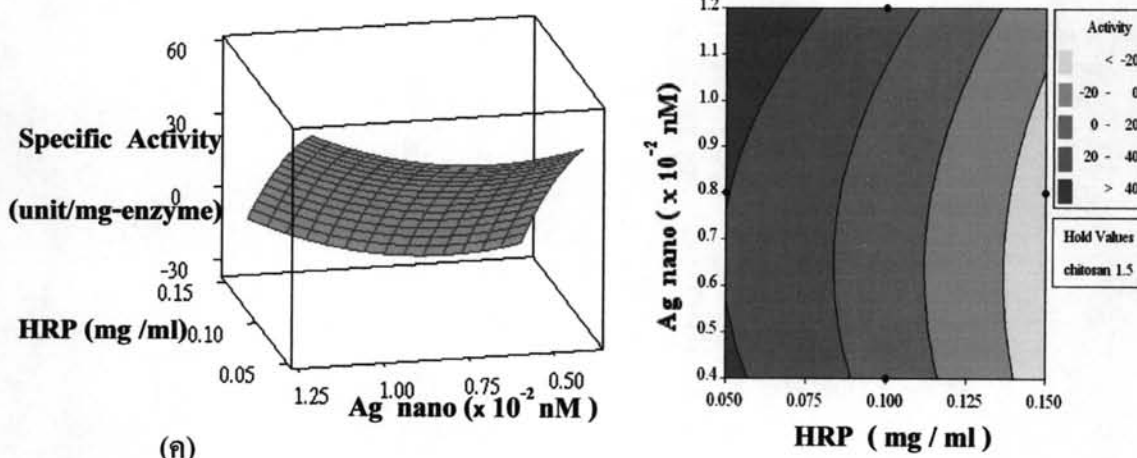 60
30
Specific Activity
0
(unit/mg-enzyme)
-30
0.15
HRP (mg /ml)
0.10
0.05
1.25
1.00
0.75
0.50
Ag nano (x 10⁻² nM )
(ค)
1.2
1.1
1.0
0.9
0.8
0.7
0.6
0.5
0.4
Ag nano ( x 10⁻² nM)
0.050
0.075
0.100
0.125
0.150
HRP ( mg / ml )
Activity
< -20
-20 - 0
0 - 20
20 - 40
> 40
Hold Values
chitosan 1.5